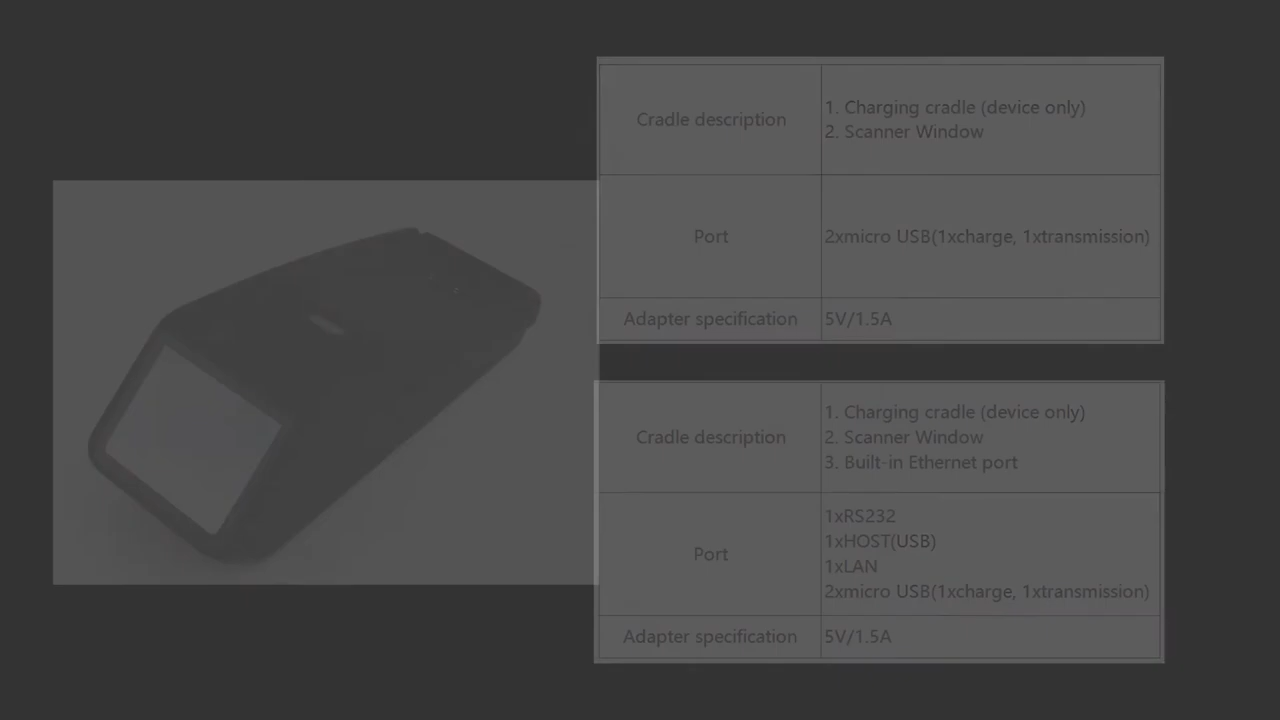 Cradle description
1. Charging cradle (device only)
2. Scanner Window
Port
2xmicro USB(1xcharge, 1xtransmission)
Adapter specification
5V/1.5A
Cradle description
1. Charging cradle (device only)
2. Scanner Window
3. Built-in Ethernet port
Port
1xRS232
1xHOST(USB)
1xLAN
2xmicro USB(1xcharge, 1xtransmission)
Adapter specification
5V/1.5A